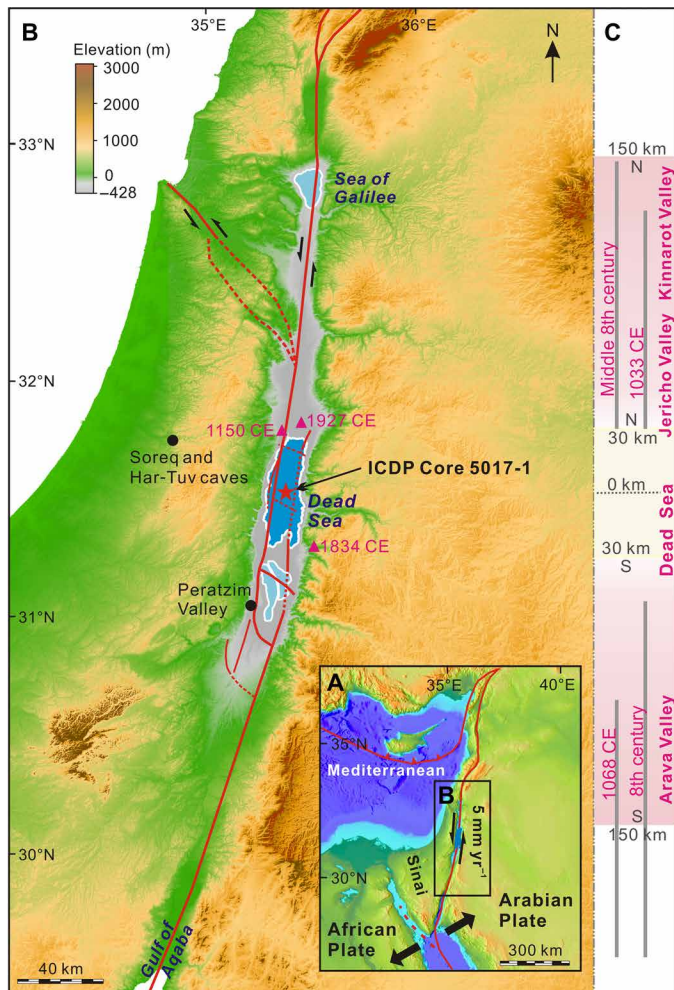 B
35°E
36°E
C
Elevation (m)
3000
2000
1000
0
−428
N
33°N
150 km
N
Sea of
Galilee
Kinnarot Valley
Middle 8th century
1033 CE
Jericho Valley
32°N
N
1927 CE
1150 CE
30 km
Soreq and
Har-Tuv caves
ICDP Core 5017-1
0 km
Dead
Sea
Dead Sea
1834 CE
30 km
S
Peratzim
Valley
31°N
A
35°E
40°E
35°N
Mediterranean
B
5 mm yr⁻¹
Sinai
30°N
Arabian
Plate
African
Plate
300 km
1068 CE
8th century
Arava Valley
S
150 km
30°N
Gulf of
Aqaba
40 km